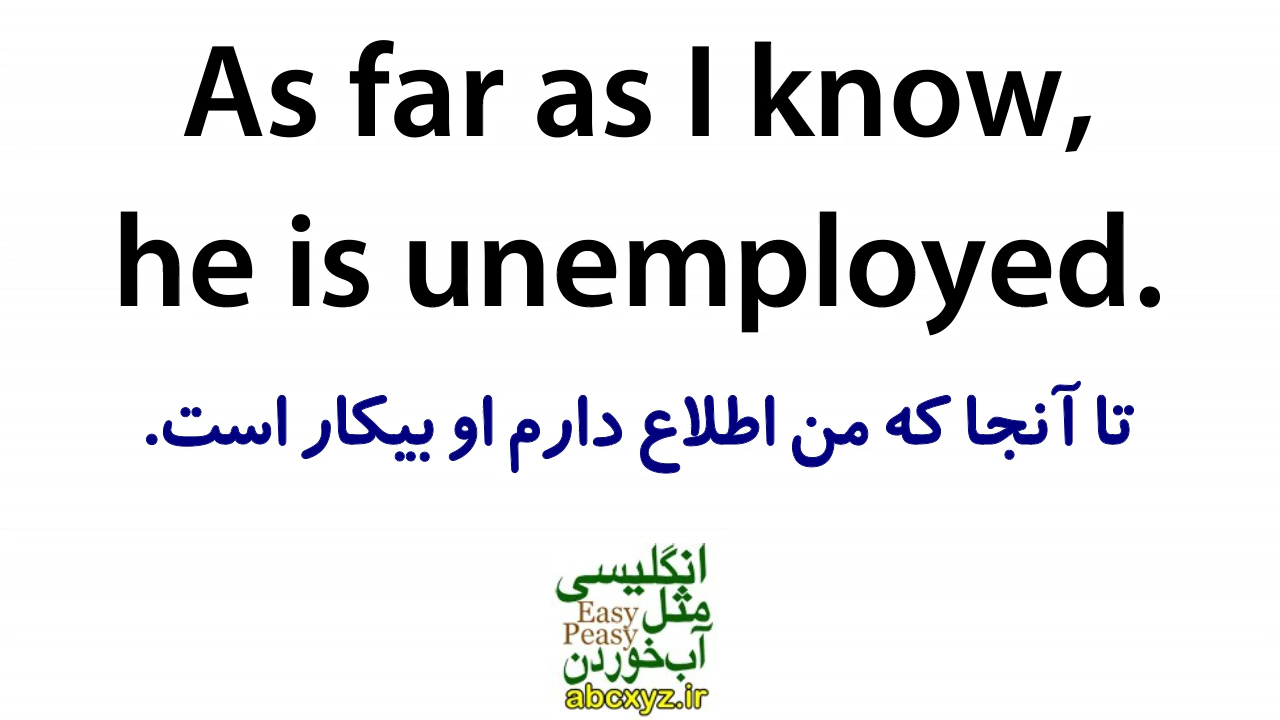 As far as I know,
he is unemployed.
تا آنجا که من اطلاع دارم او بیکار است.
انگلیسی
مثل
Easy
Peasy
آب‌خوردن
abcxyz.ir